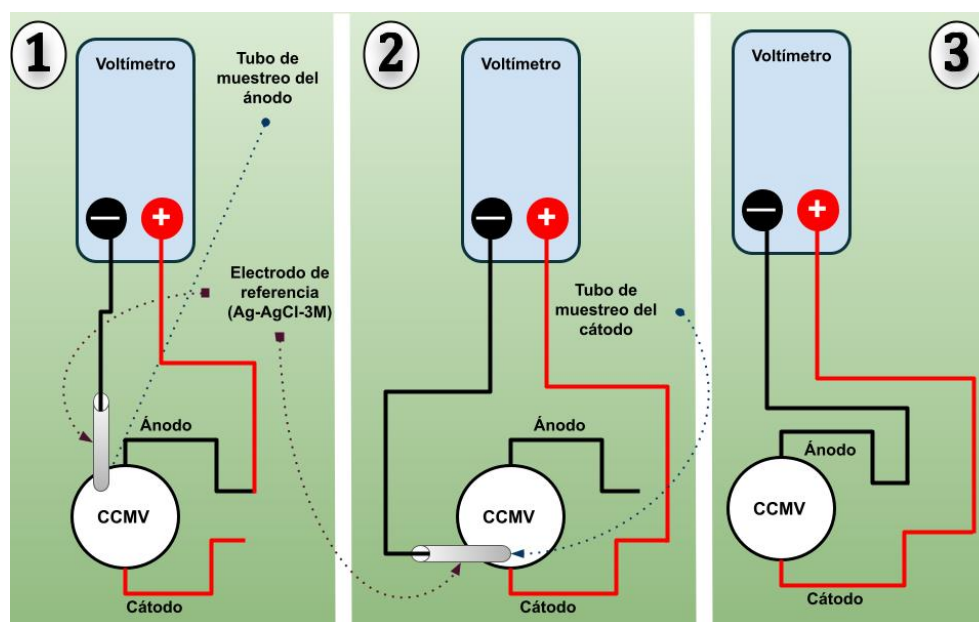 1
Voltímetro
−
+
Tubo de
muestreo del
ánodo
Electrodo de
referencia
(Ag-AgCl-3M)
Ánodo
CCMV
Cátodo
2
Voltímetro
−
+
Tubo de
muestreo del
cátodo
Ánodo
CCMV
Cátodo
3
Voltímetro
−
+
Ánodo
CCMV
Cátodo